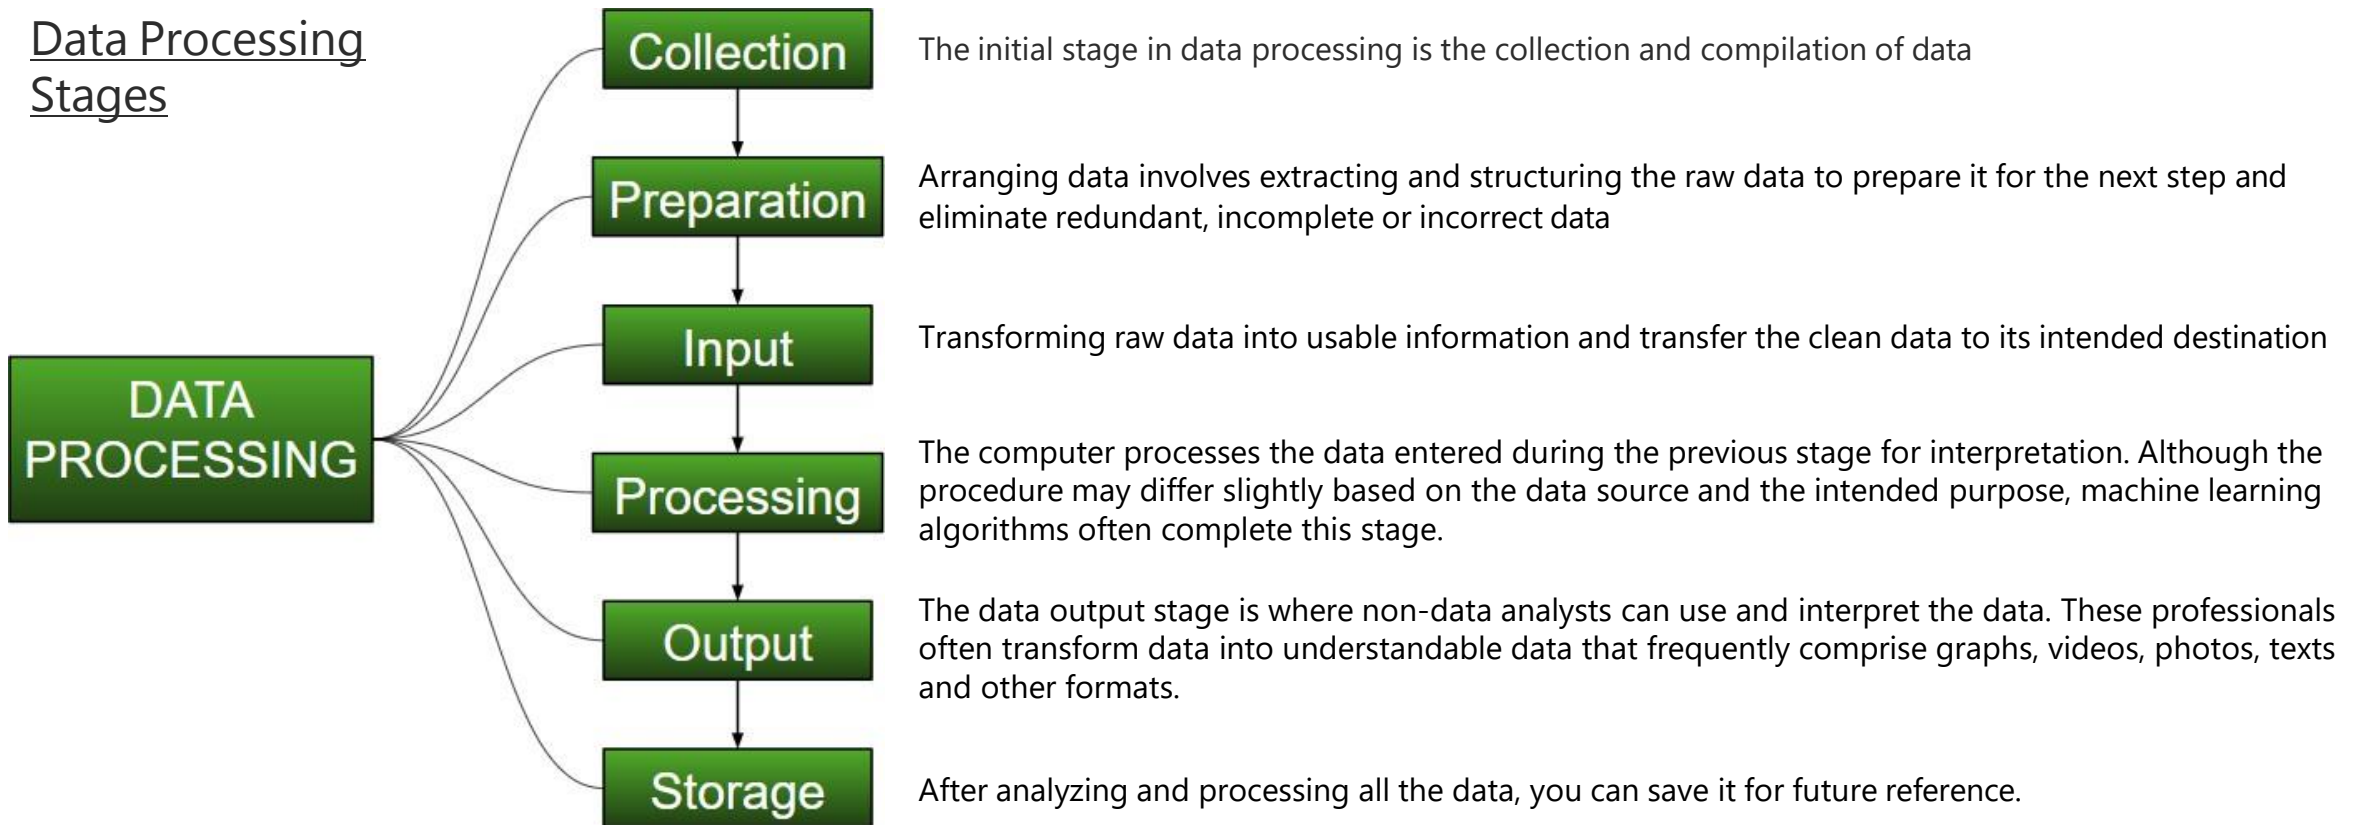 Data Processing
Stages
Collection
The initial stage in data processing is the collection and compilation of data
Preparation
Arranging data involves extracting and structuring the raw data to prepare it for the next step and
eliminate redundant, incomplete or incorrect data
Input
Transforming raw data into usable information and transfer the clean data to its intended destination
DATA
PROCESSING
Processing
The computer processes the data entered during the previous stage for interpretation. Although the
procedure may differ slightly based on the data source and the intended purpose, machine learning
algorithms often complete this stage.
Output
The data output stage is where non-data analysts can use and interpret the data. These professionals
often transform data into understandable data that frequently comprise graphs, videos, photos, texts
and other formats.
Storage
After analyzing and processing all the data, you can save it for future reference.